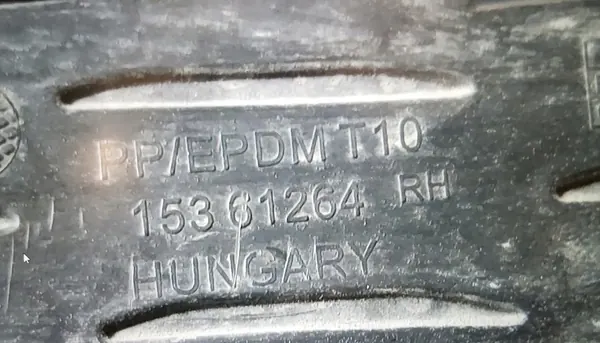 PP/EPDM T10
153 61264 RH
HUNGARY